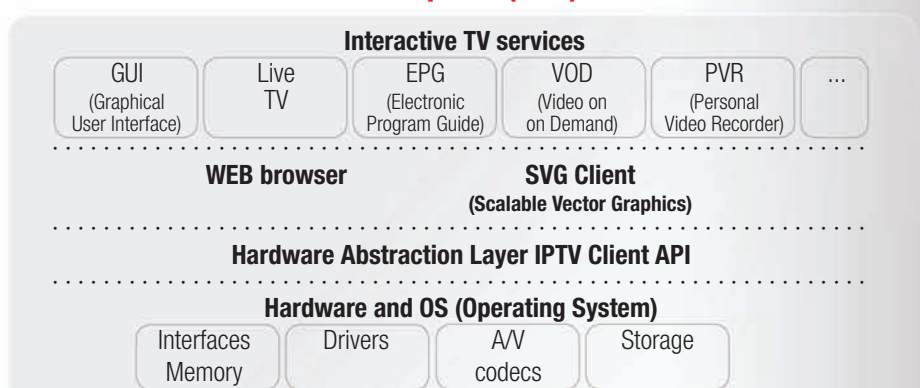 Interactive TV services
GUI
(Graphical
User Interface)
Live
TV
EPG
(Electronic
Program Guide)
VOD
(Video on
on Demand)
PVR
(Personal
Video Recorder)
...
WEB browser
SVG Client
(Scalable Vector Graphics)
Hardware Abstraction Layer IPTV Client API
Hardware and OS (Operating System)
Interfaces
Memory
Drivers
A/V
codecs
Storage